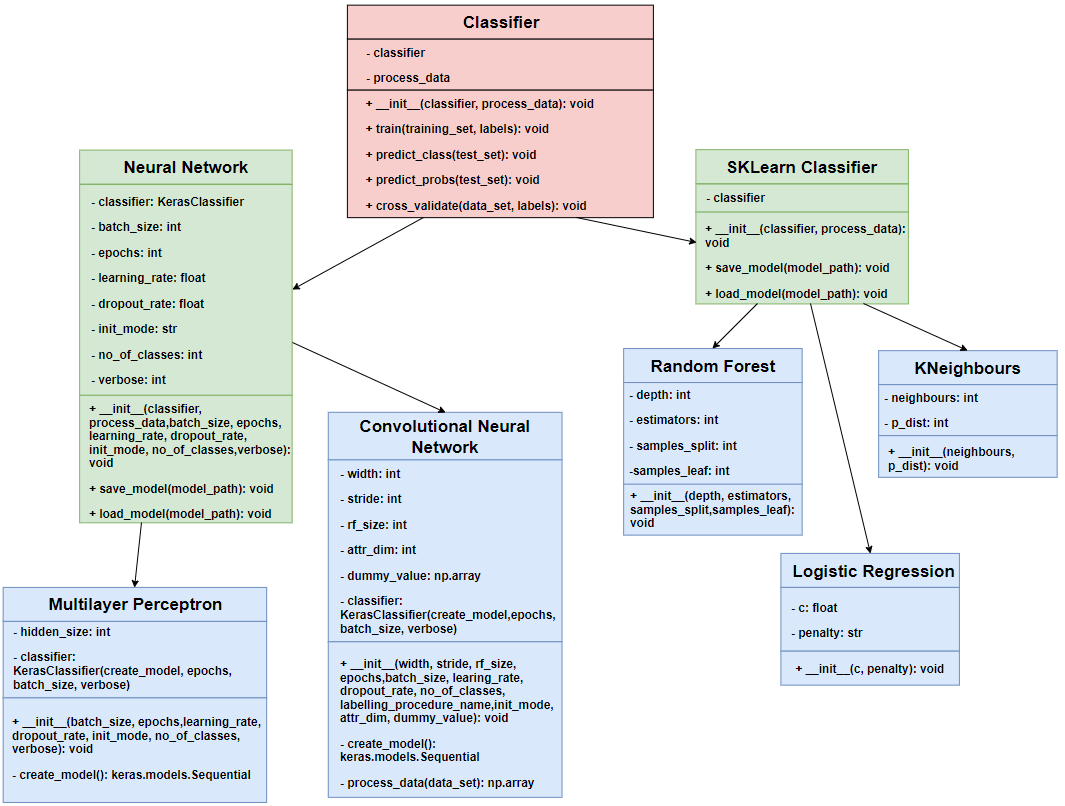 Classifier
- classifier
- process_data
+ __init__(classifier, process_data): void
+ train(training_set, labels): void
+ predict_class(test_set): void
+ predict_probs(test_set): void
+ cross_validate(data_set, labels): void
Neural Network
- classifier: KerasClassifier
- batch_size: int
- epochs: int
- learning_rate: float
- dropout_rate: float
- init_mode: str
- no_of_classes: int
- verbose: int
+ __init__(classifier,
process_data,batch_size, epochs,
learning_rate, dropout_rate,
init_mode, no_of_classes,verbose):
void
+ save_model(model_path): void
+ load_model(model_path): void
SKLearn Classifier
- classifier
+ __init__(classifier, process_data):
void
+ save_model(model_path): void
+ load_model(model_path): void
Multilayer Perceptron
- hidden_size: int
- classifier:
KerasClassifier(create_model, epochs,
batch_size, verbose)
+ __init__(batch_size, epochs,learning_rate,
dropout_rate, init_mode, no_of_classes,
verbose): void
- create_model(): keras.models.Sequential
Convolutional Neural
Network
- width: int
- stride: int
- rf_size: int
- attr_dim: int
- dummy_value: np.array
- classifier:
KerasClassifier(create_model,epochs,
batch_size, verbose)
+ __init__(width, stride, rf_size,
epochs,batch_size, learing_rate,
dropout_rate, no_of_classes,
labelling_procedure_name,init_mode,
attr_dim, dummy_value): void
- create_model():
keras.models.Sequential
- process_data(data_set): np.array
Random Forest
- depth: int
- estimators: int
- samples_split: int
-samples_leaf: int
+ __init__(depth, estimators,
samples_split,samples_leaf):
void
KNeighbours
- neighbours: int
- p_dist: int
+ __init__(neighbours,
p_dist): void
Logistic Regression
- c: float
- penalty: str
+ __init__(c, penalty): void